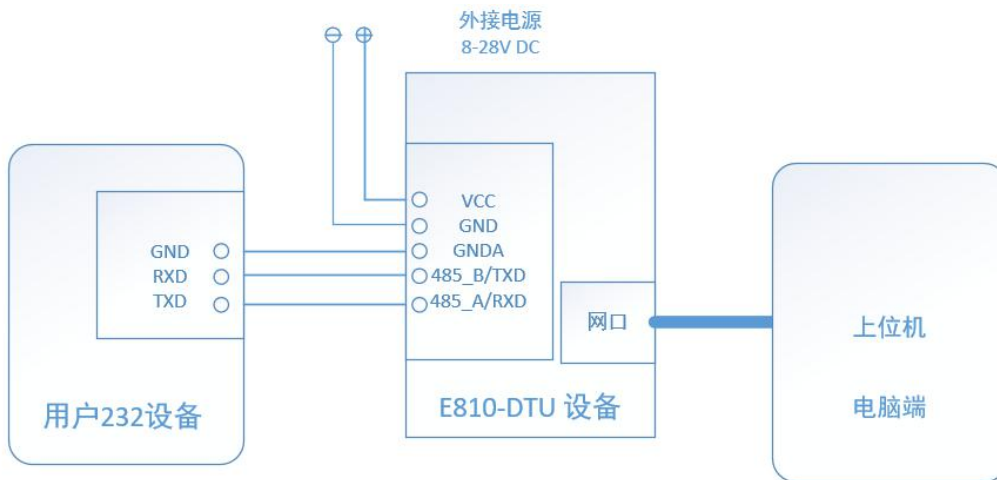 外接电源
8-28V DC
VCC
GND
GNDA
485_B/TXD
485_A/RXD
GND
RXD
TXD
网口
用户232设备
E810-DTU 设备
上位机
电脑端